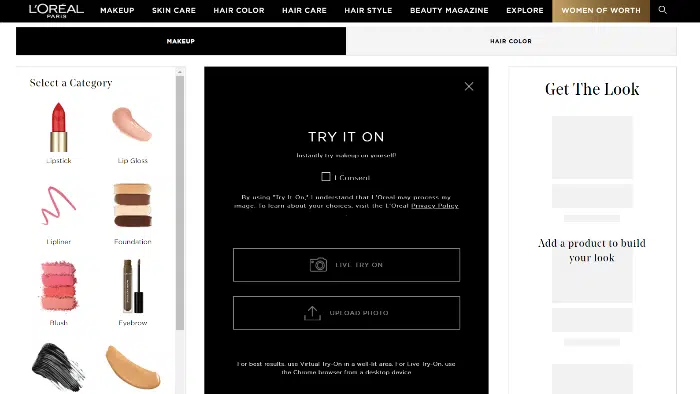 L'ORÉAL
PARIS
MAKEUP SKIN CARE HAIR COLOR HAIR CARE HAIR STYLE BEAUTY MAGAZINE EXPLORE WOMEN OF WORTH
MAKEUP
HAIR COLOR
Select a Category
Lipstick
Lip Gloss
Lipliner
Foundation
Blush
Eyebrow
TRY IT ON
Instantly try makeup on yourself!
I Consent
By using "Try It On," I understand that L'Oreal may process my
image. To learn about your choices, visit the L'Oreal Privacy Policy
.
LIVE TRY ON
UPLOAD PHOTO
For best results, use Virtual Try-On in a well-lit area. For Live Try-On, use
the Chrome browser from a desktop device
Get The Look
Add a product to build
your look